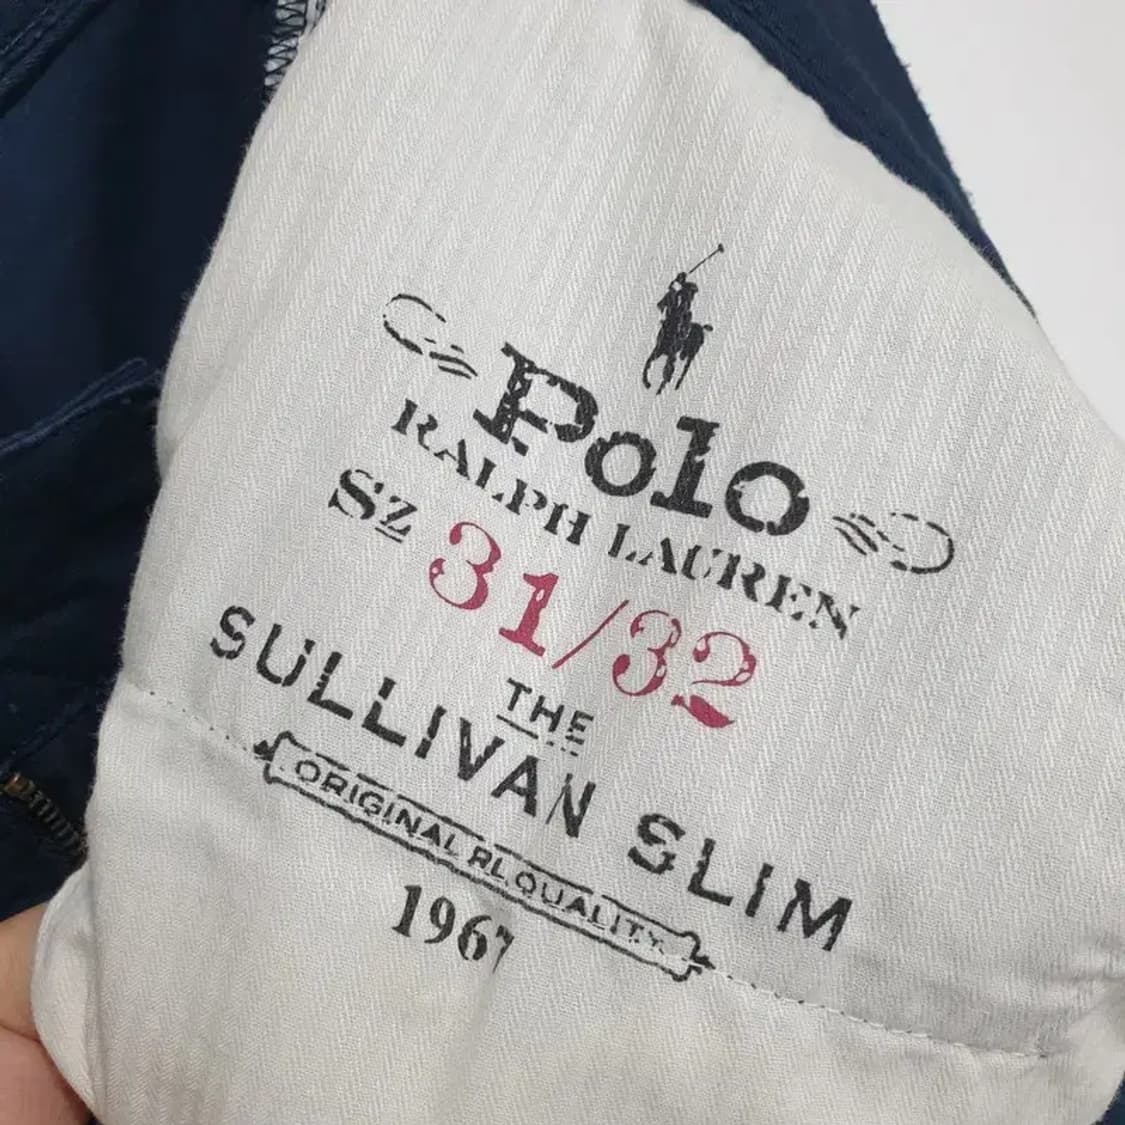 Polo
RALPH LAUREN
Sz 31/32
THE
SULLIVAN SLIM
ORIGINAL RL QUALITY
1967